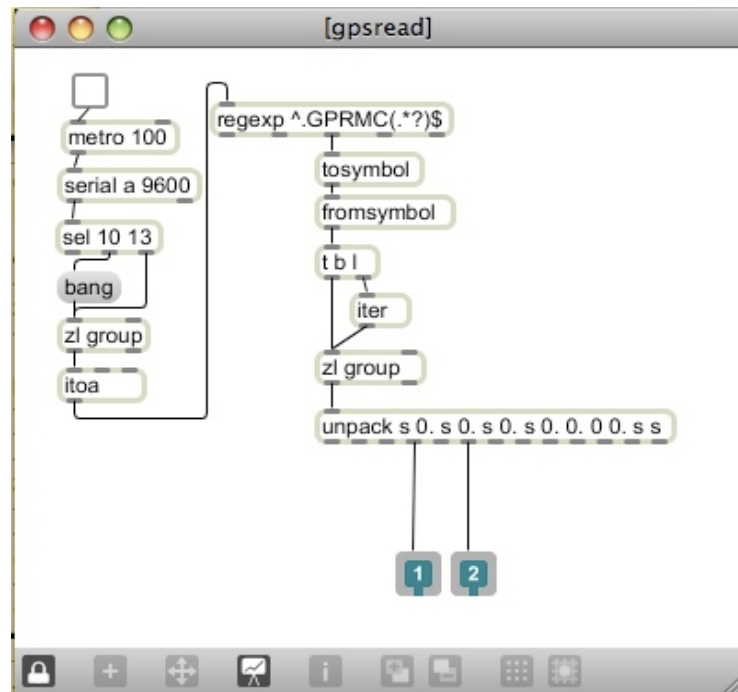 [gpsread]
metro 100
serial a 9600
sel 10 13
bang
zl group
itoa
regexp ^.GPRMC(.*?)$
tosymbol
fromsymbol
t b l
iter
zl group
unpack s 0. s 0. s 0. s 0. 0. 0 0. s s
1 2